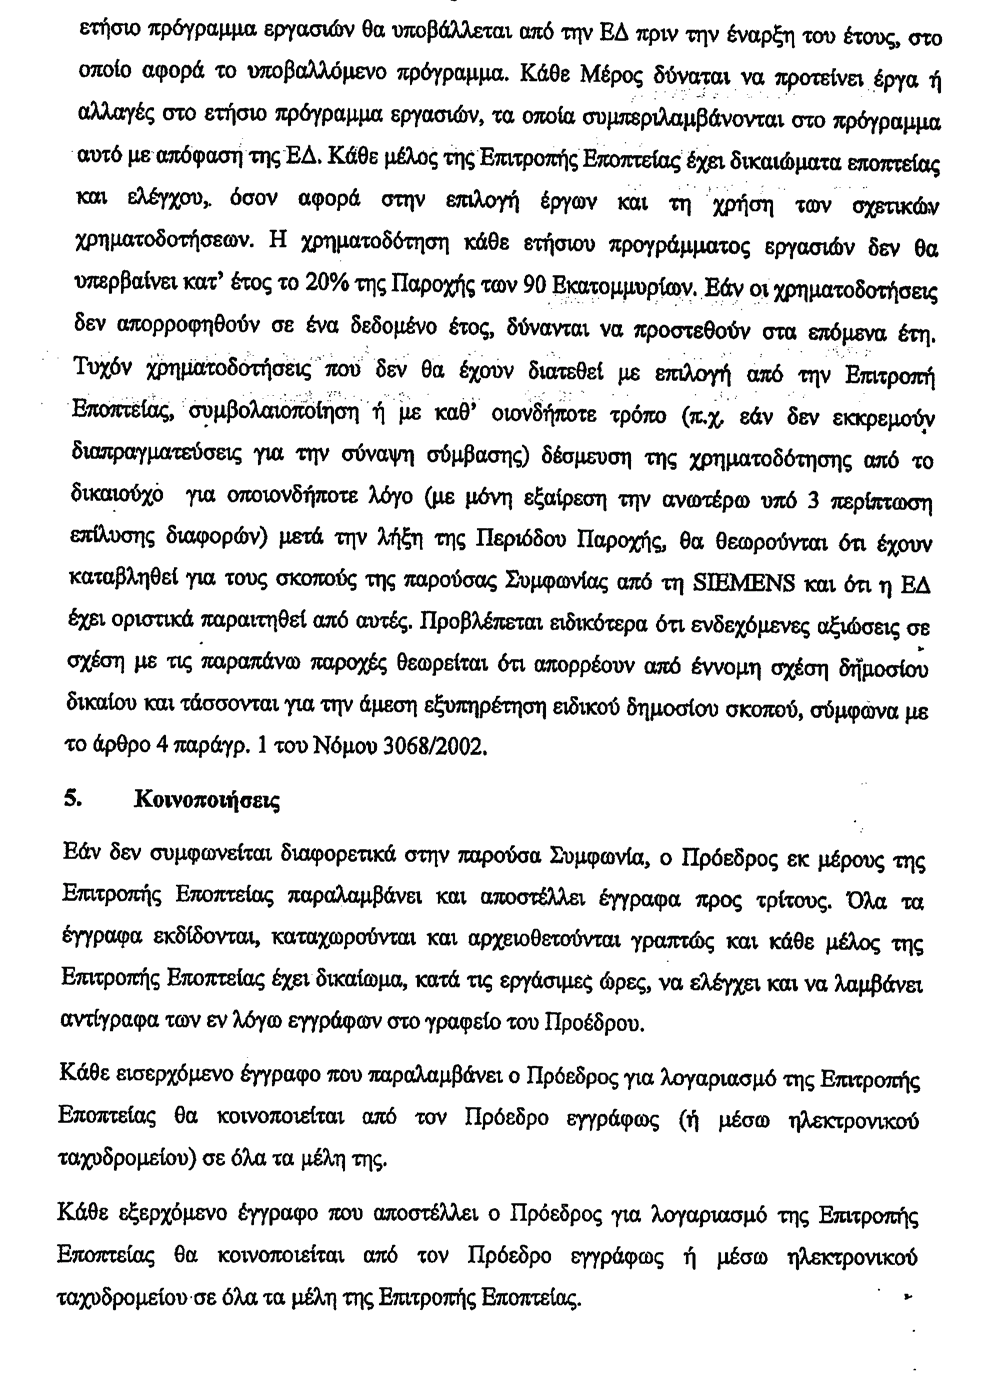 ετήσιο πρόγραμμα εργασιών θα υποβάλλεται από την ΕΔ πριν την έναρξη του έτους, στο
οποίο αφορά το υποβαλλόμενο πρόγραμμα. Κάθε Μέρος δύναται να προτείνει έργα ή
αλλαγές στο ετήσιο πρόγραμμα εργασιών, τα οποία συμπεριλαμβάνονται στο πρόγραμμα
αυτό με απόφαση της ΕΔ. Κάθε μέλος της Επιτροπής Εποπτείας έχει δικαιώματα εποπτείας
και ελέγχου, όσον αφορά στην επιλογή έργων και τη χρήση των σχετικών
χρηματοδοτήσεων. Η χρηματοδότηση κάθε ετήσιου προγράμματος εργασιών δεν θα
υπερβαίνει κατ’ έτος το 20% της Παροχής των 90 Εκατομμυρίων. Εάν οι χρηματοδοτήσεις
δεν απορροφηθούν σε ένα δεδομένο έτος, δύνανται να προστεθούν στα επόμενα έτη.
Τυχόν χρηματοδοτήσεις που δεν θα έχουν διατεθεί με επιλογή από την Επιτροπή
Εποπτείας, συμβολαιοποίηση ή με καθ’ οιονδήποτε τρόπο (π.χ. εάν δεν εκκρεμούν
διαπραγματεύσεις για την σύναψη σύμβασης) δέσμευση της χρηματοδότησης από το
δικαιούχο για οποιονδήποτε λόγο (με μόνη εξαίρεση την ανωτέρω υπό 3 περίπτωση
επίλυσης διαφορών) μετά την λήξη της Περιόδου Παροχής, θα θεωρούνται ότι έχουν
καταβληθεί για τους σκοπούς της παρούσας Συμφωνίας από τη SIEMENS και ότι η ΕΔ
έχει οριστικά παραιτηθεί από αυτές. Προβλέπεται ειδικότερα ότι ενδεχόμενες αξιώσεις σε
σχέση με τις παραπάνω παροχές θεωρείται ότι απορρέουν από έννομη σχέση δημοσίου
δικαίου και τάσσονται για την άμεση εξυπηρέτηση ειδικού δημοσίου σκοπού, σύμφωνα με
το άρθρο 4 παράγρ. 1 του Νόμου 3068/2002.
5. Κοινοποιήσεις
Εάν δεν συμφωνείται διαφορετικά στην παρούσα Συμφωνία, ο Πρόεδρος εκ μέρους της
Επιτροπής Εποπτείας παραλαμβάνει και αποστέλλει έγγραφα προς τρίτους. Όλα τα
έγγραφα εκδίδονται, καταχωρούνται και αρχειοθετούνται γραπτώς και κάθε μέλος της
Επιτροπής Εποπτείας έχει δικαίωμα, κατά τις εργάσιμες ώρες, να ελέγχει και να λαμβάνει
αντίγραφα των εν λόγω εγγράφων στο γραφείο του Προέδρου.
Κάθε εισερχόμενο έγγραφο που παραλαμβάνει ο Πρόεδρος για λογαριασμό της Επιτροπής
Εποπτείας θα κοινοποιείται από τον Πρόεδρο εγγράφως (ή μέσω ηλεκτρονικού
ταχυδρομείου) σε όλα τα μέλη της.
Κάθε εξερχόμενο έγγραφο που αποστέλλει ο Πρόεδρος για λογαριασμό της Επιτροπής
Εποπτείας θα κοινοποιείται από τον Πρόεδρο εγγράφως ή μέσω ηλεκτρονικού
ταχυδρομείου σε όλα τα μέλη της Επιτροπής Εποπτείας.